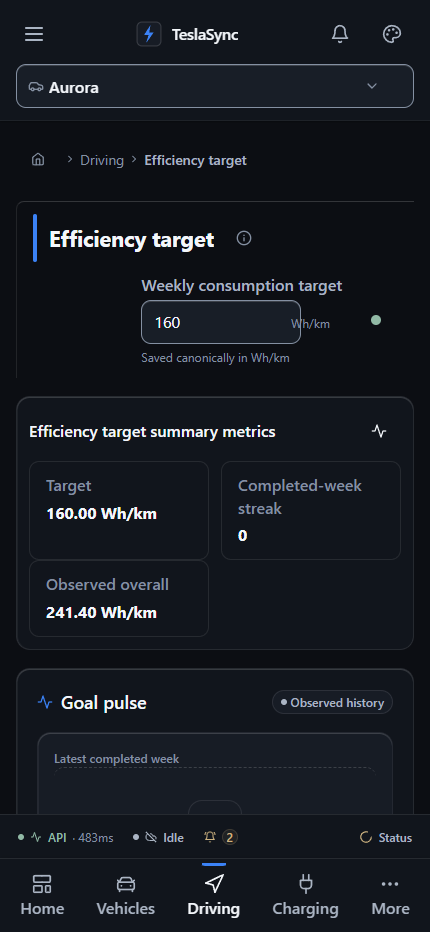 TeslaSync
Aurora
Driving
Efficiency target
Efficiency target
Weekly consumption target
160
Wh/km
Saved canonically in Wh/km
Efficiency target summary metrics
Target
160.00 Wh/km
Completed-week
streak
0
Observed overall
241.40 Wh/km
Goal pulse
Observed history
Latest completed week
API · 483ms
Idle
2
Status
Home
Vehicles
Driving
Charging
More